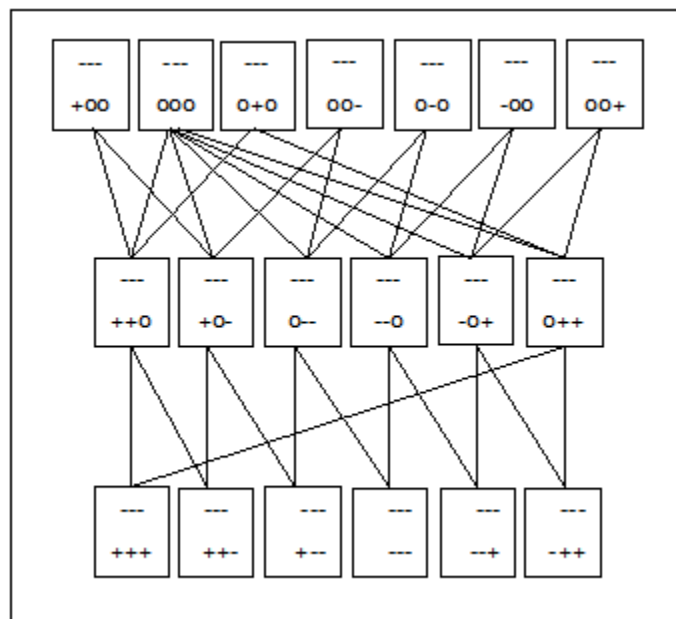 --- --- --- --- --- --- ---
+00 000 0+0 00- 0-0 -00 00+
--- --- --- --- --- ---
++0 +0- 0-- --0 -0+ 0++
--- --- --- --- --- ---
+++ ++- +-- --- --+ -++